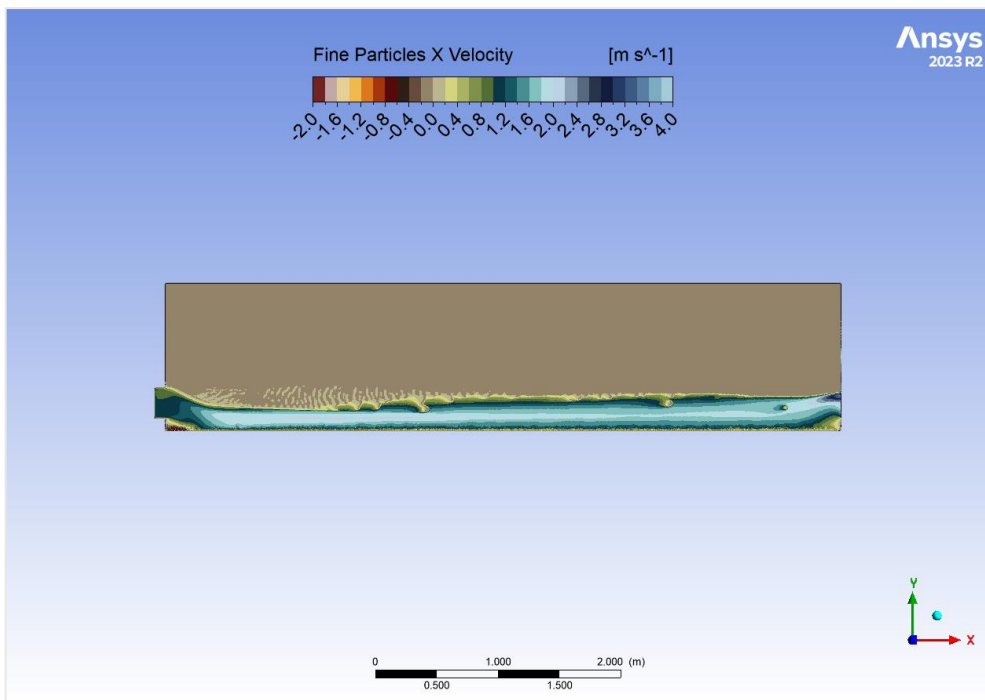 Fine Particles X Velocity [m s^-1]
Ansys
2023 R2
-2.0 -1.6 -1.2 -0.8 -0.4 0.0 0.4 0.8 1.2 1.6 2.0 2.4 2.8 3.2 3.6 4.0
Y
X
0 1.000 2.000 (m)
0.500 1.500